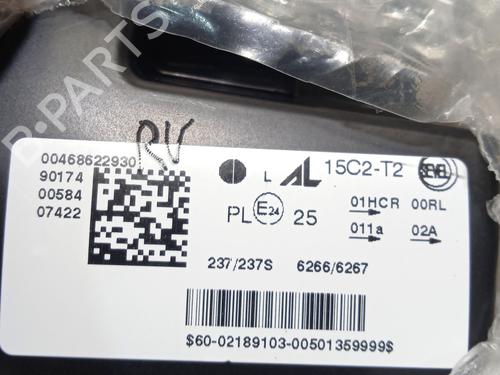 RV
00468622930
90174
00584
07422
L AL 15C2-T2 SEVEL
PL E24 25
01HCR 00RL
011a 02A
237/237S 6266/6267
$60-02189103-00501359999$
B-PARTS